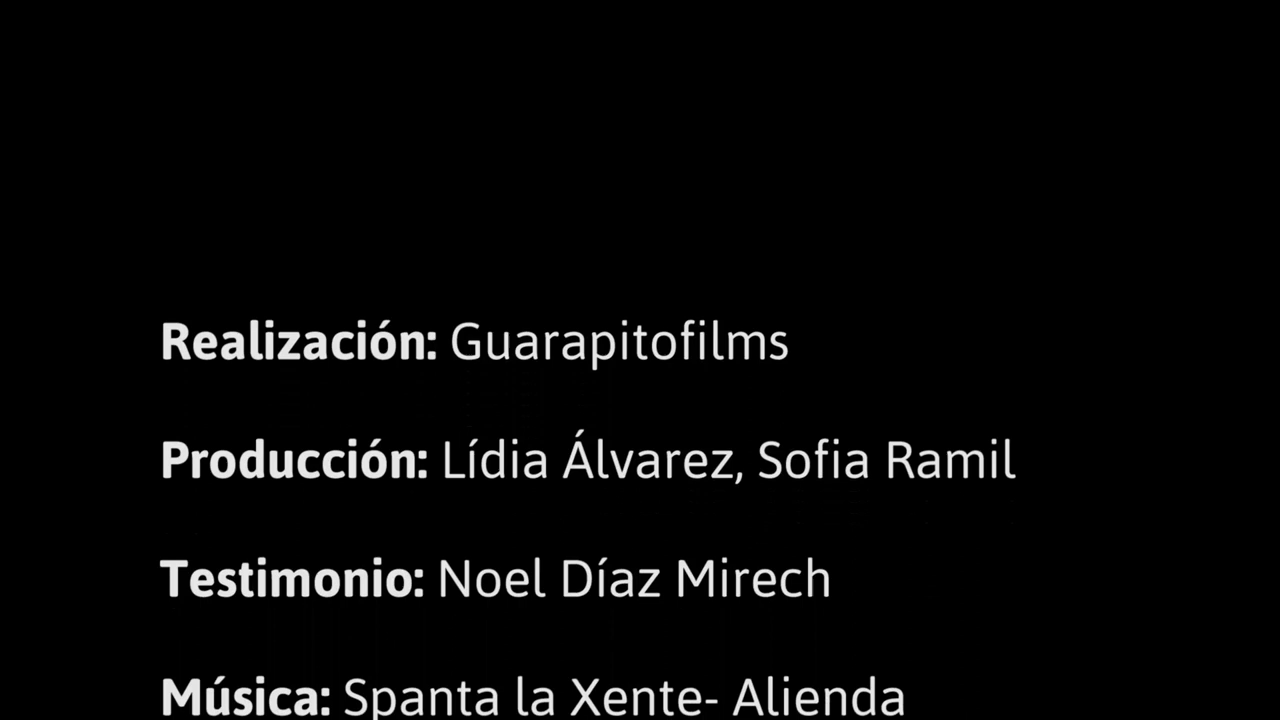 Realización: Guarapitofilms
Producción: Lídia Álvarez, Sofia Ramil
Testimonio: Noel Díaz Mirech
Música: Spanta la Xente- Alienda